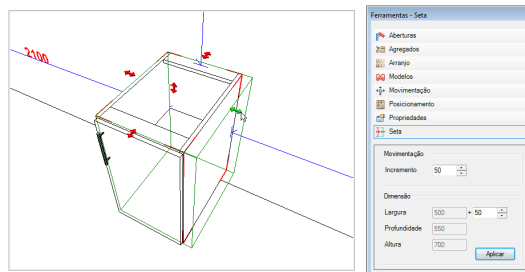 2100
Ferramentas - Seta
Aberturas
Agregados
Arranjo
Modelos
Movimentação
Posicionamento
Propriedades
Seta
Movimentação
Incremento 50
Dimensão
Largura 500 + 50
Profundidade 550
Altura 700
Aplicar